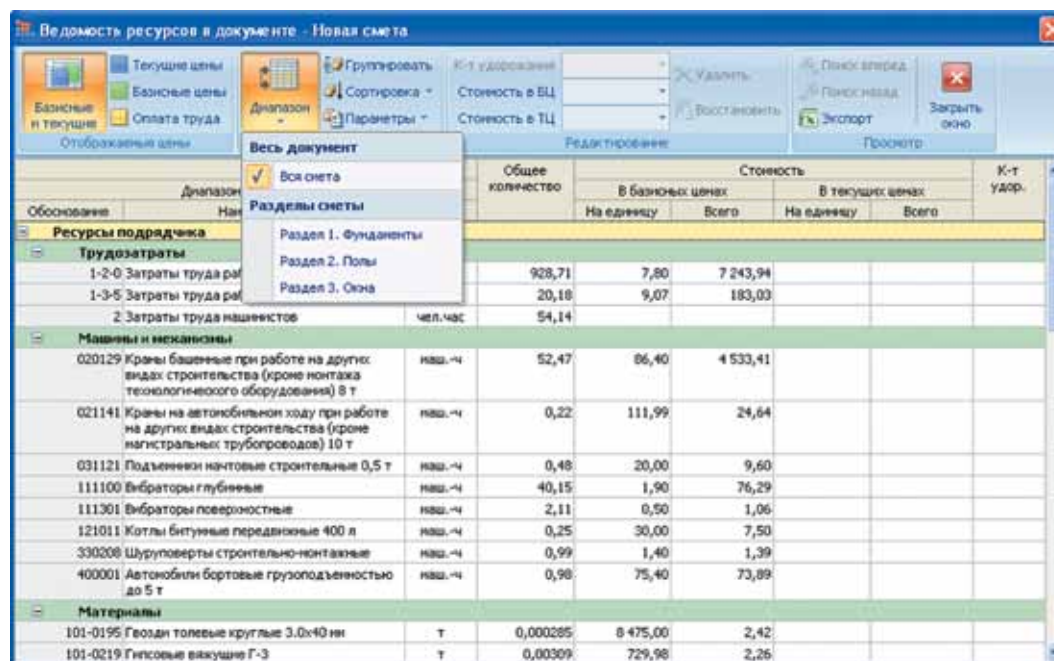 Ведомость ресурсов в документе - Новая смета
Базисные и текущие
Текущие цены
Базисные цены
Оплата труда
Отображаемые цены
Диапазон
Группировать
Сортировка
Параметры
К-т удорожания
Стоимость в БЦ
Стоимость в ТЦ
Удалить
Восстановить
Редактирование
Поиск вперед
Поиск назад
Экспорт
Закрыть окно
Просмотр
Весь документ
Вся смета
Разделы сметы
Раздел 1. Фундаменты
Раздел 2. Полы
Раздел 3. Окна
Общее количество Стоимость К-т удор.
Диапазон В базисных ценах В текущих ценах
Обоснование На единицу Всего На единицу Всего
Ресурсы подрядчика
Трудозатраты
1-2-0 Затраты труда 928,71 7,80 7 243,94
1-3-5 Затраты труда 20,18 9,07 183,03
2 Затраты труда машинистов чел.час 54,14
Машины и механизмы
020129 Краны башенные при работе на других маш.-ч 52,47 86,40 4 533,41
видах строительства (кроме монтажа
технологического оборудования) 8 т
021141 Краны на автомобильном ходу при работе маш.-ч 0,22 111,99 24,64
на других видах строительства (кроме
магистральных трубопроводов) 10 т
031121 Подъемники мачтовые строительные 0,5 т маш.-ч 0,48 20,00 9,60
111100 Вибраторы глубинные маш.-ч 40,15 1,90 76,29
111301 Вибраторы поверхностные маш.-ч 2,11 0,50 1,06
121011 Котлы битумные передвижные 400 л маш.-ч 0,25 30,00 7,50
330208 Шуруповерты строительно-монтажные маш.-ч 0,99 1,40 1,39
400001 Автомобили бортовые грузоподъемностью маш.-ч 0,98 75,40 73,89
до 5 т
Материалы
101-0195 Гвозди толевые круглые 3.0х40 мм т 0,000285 8 475,00 2,42
101-0219 Гипсовые вяжущие Г-3 т 0,00309 729,98 2,26